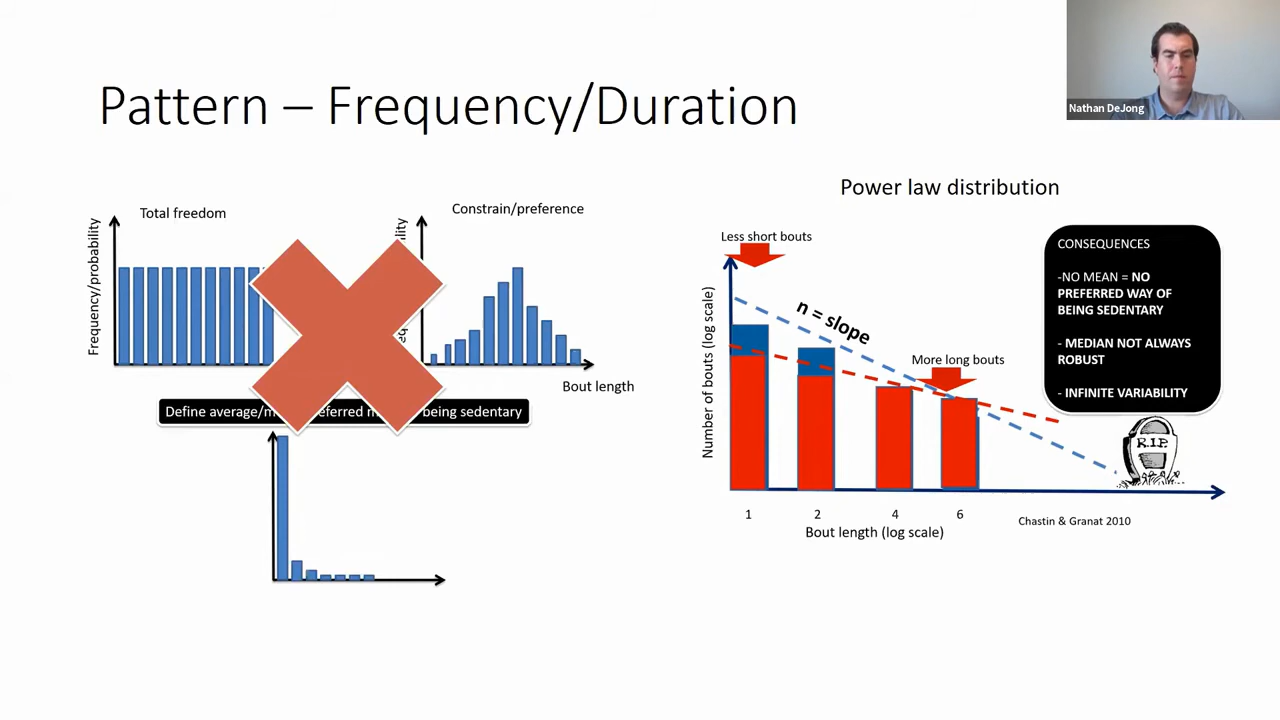 Nathan DeJong
Pattern – Frequency/Duration
Total freedom
Frequency/probability
Constrain/preference
Bout length
Define average/m
being sedentary
Power law distribution
Less short bouts
n = slope
More long bouts
Number of bouts (log scale)
1 2 4 6
Bout length (log scale)
Chastin & Granat 2010
CONSEQUENCES
-NO MEAN = NO
PREFERRED WAY OF
BEING SEDENTARY
- MEDIAN NOT ALWAYS
ROBUST
- INFINITE VARIABILITY
R.I.P.